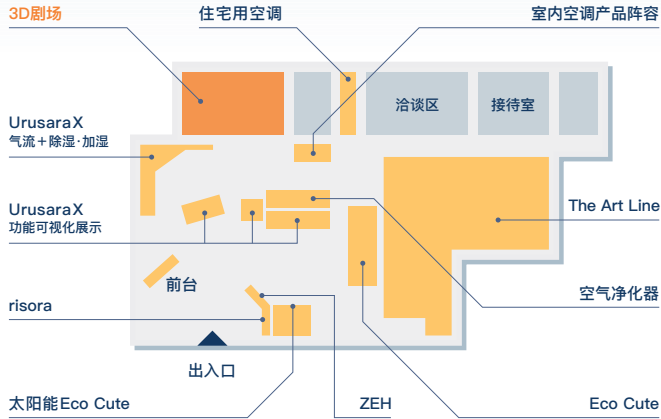 3D剧场
住宅用空调
室内空调产品阵容
洽谈区
接待室
UrusaraX
气流＋除湿·加湿
UrusaraX
功能可视化展示
The Art Line
前台
空气净化器
risora
出入口
太阳能Eco Cute
ZEH
Eco Cute